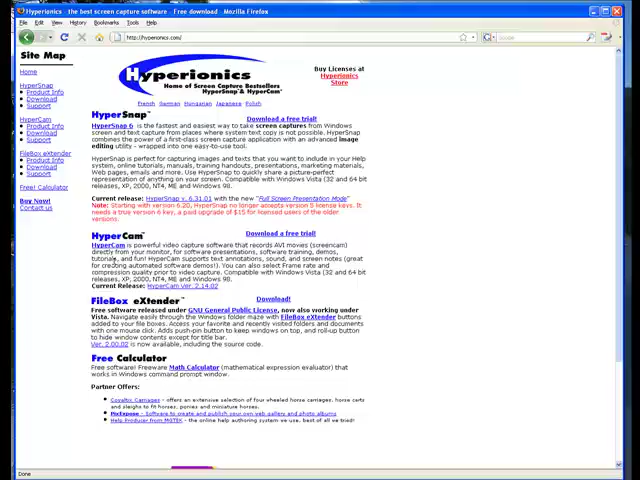 Hyperionics - the best screen capture software - Free download - Mozilla Firefox
File Edit View History Bookmarks Tools Help
http://hyperionics.com/
Google
Site Map
Home
HyperSnap
Product Info
Download
Support
HyperCam
Product Info
Download
Support
FileBox eXtender
Product Info
Download
Support
Free! Calculator
Buy Now!
Contact us
Hyperionics
Home of Screen Capture Bestsellers
HyperSnap & HyperCam
Buy Licenses at
Hyperionics
Store
French German Hungarian Japanese Polish
HyperSnap™
Download a free trial!
HyperSnap 6 is the fastest and easiest way to take screen captures from Windows
screen and text capture from places where system text copy is not possible. HyperSnap
combines the power of a first-class screen capture application with an advanced image
editing utility - wrapped into one easy-to-use tool.
HyperSnap is perfect for capturing images and texts that you want to include in your Help
system, online tutorials, manuals, training handouts, presentations, marketing materials,
Web pages, emails and more. Use HyperSnap to quickly share a picture-perfect
representation of anything on your screen. Compatible with Windows Vista (32 and 64
bit releases, XP, 2000, NT4, ME and Windows 98.
Current release: HyperSnap v. 6.31.01 with the new "Full Screen Presentation Mode"
Note: Starting with version 6.20, HyperSnap no longer accepts version 5 license keys. It
needs a true version 6 key, a paid upgrade of $15 for licensed users of the older
versions.
HyperCam™
Download a free trial!
HyperCam is powerful video capture software that records AVI movies (screencam)
directly from your monitor, for software presentations, software training, demos,
tutorials, and fun! HyperCam supports text annotations, sound, and screen notes (great
for creating automated software demos!). You can also select Frame rate and
compression quality prior to video capture. Compatible with Windows Vista (32 and 64 bit
releases, XP, 2000, NT4, ME and Windows 98.
Current Release: HyperCam Ver. 2.14.02
FileBox eXtender™
Download!
Free software released under GNU General Public License, now also working under
Vista. Navigate easily through the Windows folder maze with FileBox eXtender buttons
added to your file boxes. Access your favorite and recently visited folders and documents
with one mouse click. Adds push-pin button to keep windows on top, and roll-up button
to hide window contents except for title bar.
Ver. 2.00.02 is now available, including the source code.
Free Calculator
Free software! Freeware Math Calculator (mathematical expression evaluator) that
works in Windows command prompt window.
Partner Offers:
Coyaltix Carriages - offers an extensive selection of four wheeled horse carriages, horse carts
and sleighs to fit horses, ponies and miniature horses.
PicExpose - Software to create and publish your own web gallery and photo albums
Help Producer from MGTEK - the online help authoring system we use, best of all we tried!
Done